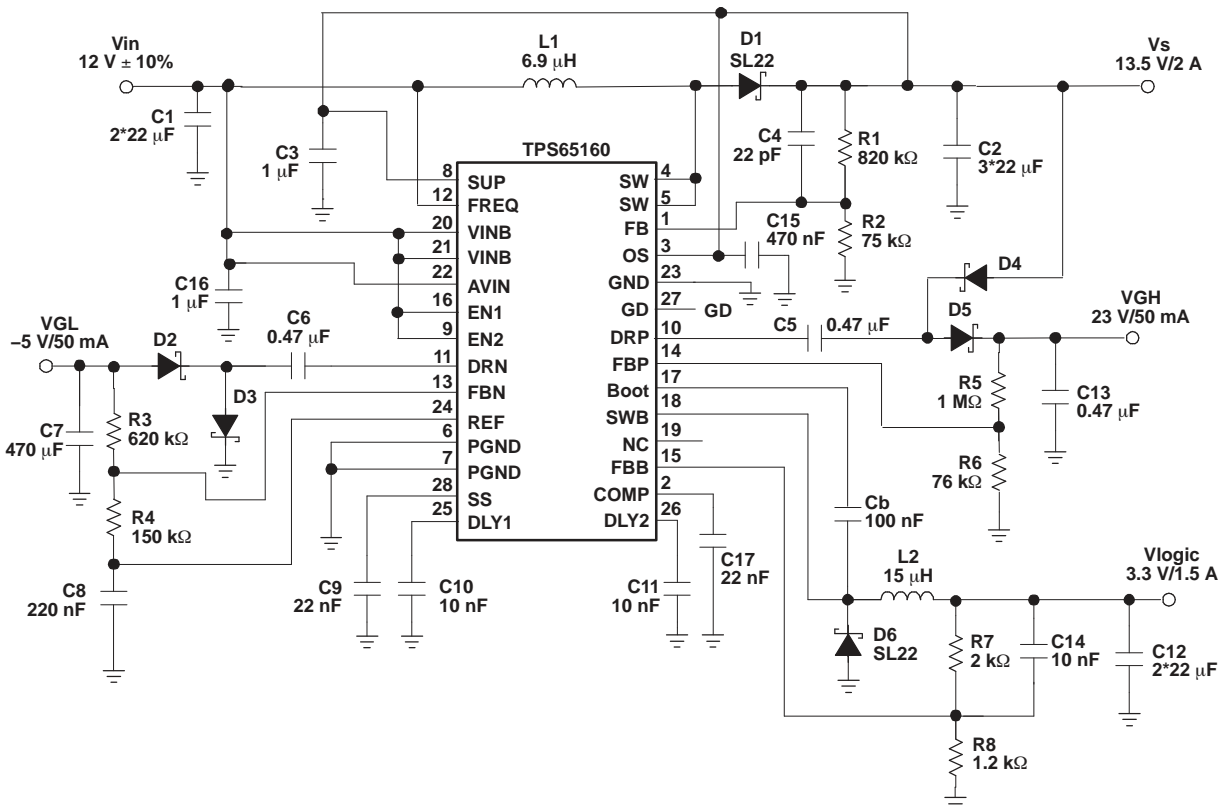 Vin
12 V ± 10%
L1
6.9 µH
D1
SL22
Vs
13.5 V/2 A
C1
2*22 µF
C3
1 µF
C4
22 pF
R1
820 kΩ
C2
3*22 µF
TPS65160
8 SUP
12 FREQ
20 VINB
21 VINB
22 AVIN
16 EN1
9 EN2
11 DRN
13 FBN
24 REF
6 PGND
7 PGND
28 SS
25 DLY1
SW 4
SW 5
FB 1
OS 3
GND 23
GD 27
DRP 10
FBP 14
Boot 17
SWB 18
NC 19
FBB 15
COMP 2
DLY2 26
GD
C15
470 nF
R2
75 kΩ
D4
C16
1 µF
VGL
–5 V/50 mA
D2
C6
0.47 µF
D3
C5
0.47 µF
D5
VGH
23 V/50 mA
R3
620 kΩ
C7
470 µF
R5
1 MΩ
C13
0.47 µF
R6
76 kΩ
R4
150 kΩ
C8
220 nF
C9
22 nF
C10
10 nF
C11
10 nF
C17
22 nF
Cb
100 nF
L2
15 µH
Vlogic
3.3 V/1.5 A
D6
SL22
R7
2 kΩ
C14
10 nF
C12
2*22 µF
R8
1.2 kΩ